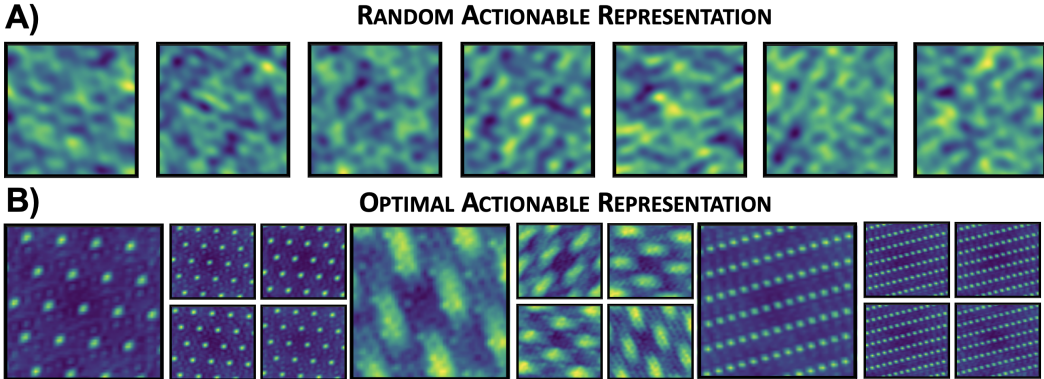 A)
RANDOM ACTIONABLE REPRESENTATION
B)
OPTIMAL ACTIONABLE REPRESENTATION